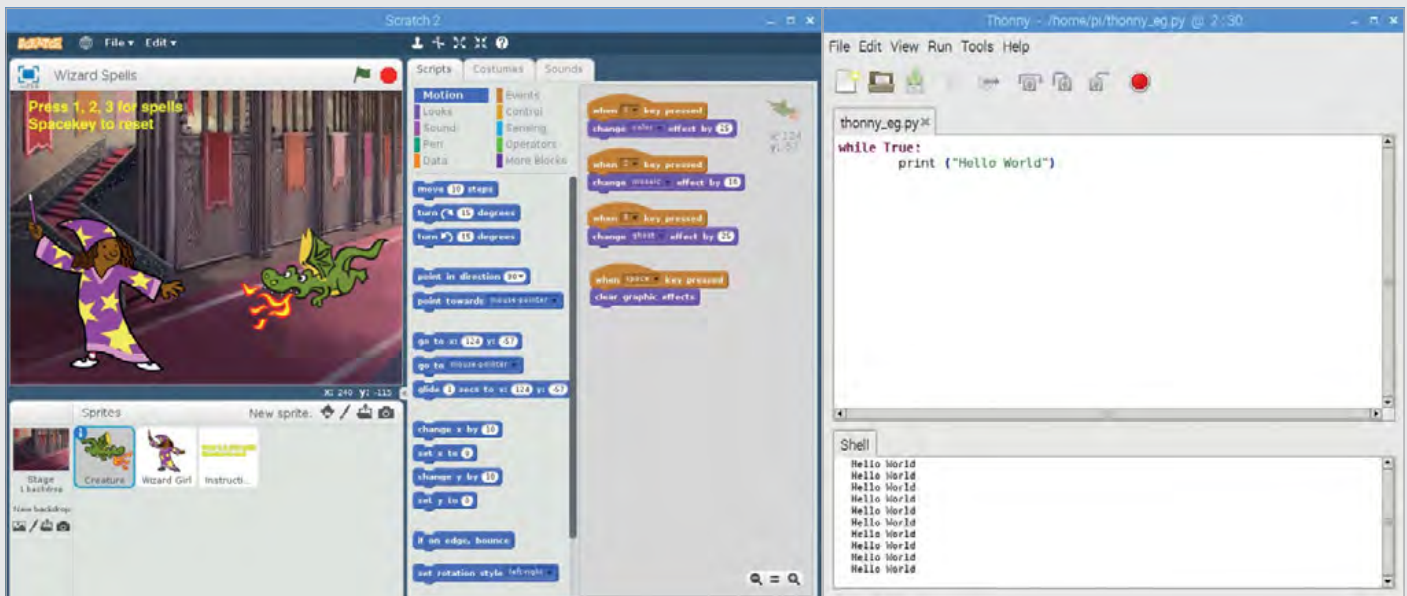 Scratch 2
SCRATCH File Edit
Wizard Spells
Press 1, 2, 3 for spells
Spacekey to reset
X: 240 y: -115
Sprites New sprite:
Stage
1 backdrop
New backdrop:
Creature
Wizard Girl
Instructi...
Scripts Costumes Sounds
Motion Events
Looks Control
Sound Sensing
Pen Operators
Data More Blocks
move 10 steps
turn 15 degrees
turn 15 degrees
point in direction 90
point towards mouse-pointer
go to x: 124 y: -57
go to mouse-pointer
glide 1 secs to x: 124 y: -57
change x by 10
set x to 0
change y by 10
set y to 0
if on edge, bounce
set rotation style left-right
when key pressed
change color effect by 25
when 2 key pressed
change mosaic effect by 10
when 3 key pressed
change ghost effect by 25
when space key pressed
clear graphic effects
x: 124
y: -57
Thonny - /home/pi/thonny_eg.py @ 2:30
File Edit View Run Tools Help
thonny_eg.py
while True:
print ("Hello World")
Shell
Hello World
Hello World
Hello World
Hello World
Hello World
Hello World
Hello World
Hello World
Hello World
Hello World